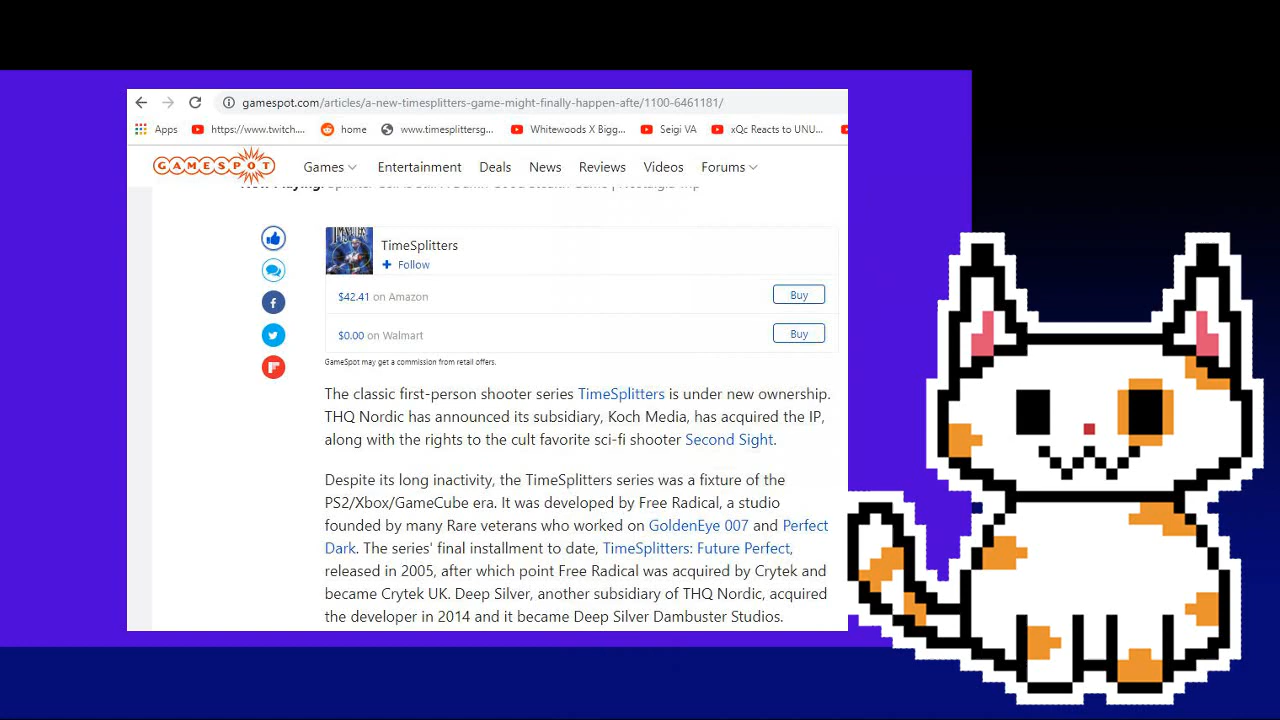 gamespot.com/articles/a-new-timesplitters-game-might-finally-happen-afte/1100-6461181/
Apps https://www.twitch.... home www.timesplittersg... Whitewoods X Bigg... Seigi VA xQc Reacts to UNU...
GAMESPOT Games Entertainment Deals News Reviews Videos Forums
TimeSplitters
+ Follow
$42.41 on Amazon Buy
$0.00 on Walmart Buy
GameSpot may get a commission from retail offers.
The classic first-person shooter series TimeSplitters is under new ownership.
THQ Nordic has announced its subsidiary, Koch Media, has acquired the IP,
along with the rights to the cult favorite sci-fi shooter Second Sight.
Despite its long inactivity, the TimeSplitters series was a fixture of the
PS2/Xbox/GameCube era. It was developed by Free Radical, a studio
founded by many Rare veterans who worked on GoldenEye 007 and Perfect
Dark. The series' final installment to date, TimeSplitters: Future Perfect,
released in 2005, after which point Free Radical was acquired by Crytek and
became Crytek UK. Deep Silver, another subsidiary of THQ Nordic, acquired
the developer in 2014 and it became Deep Silver Dambuster Studios.